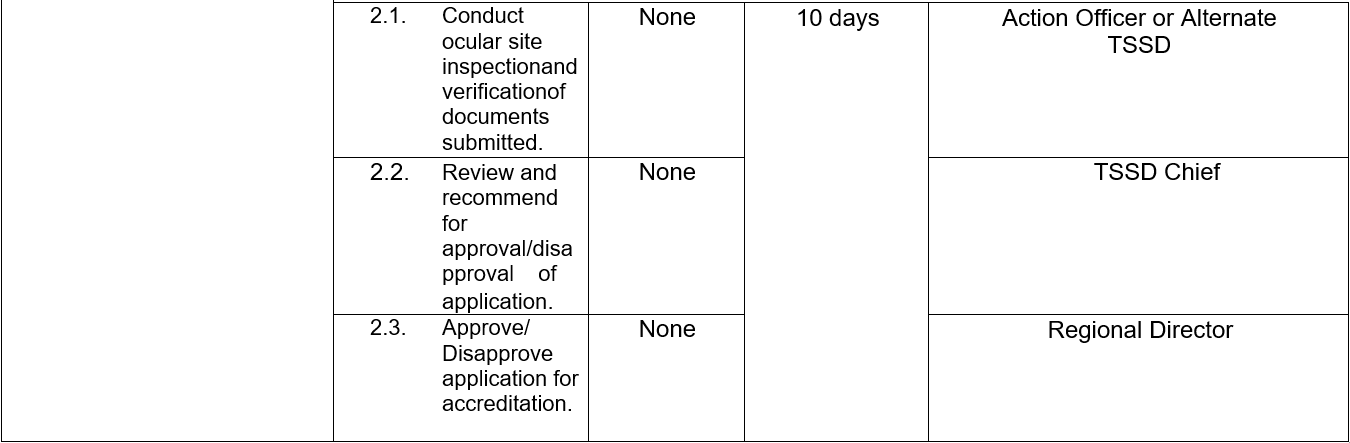 2.1. Conduct ocular site inspectionand verificationof documents submitted.
None
10 days
Action Officer or Alternate
TSSD
2.2. Review and recommend for approval/disa pproval of application.
None
TSSD Chief
2.3. Approve/ Disapprove application for accreditation.
None
Regional Director